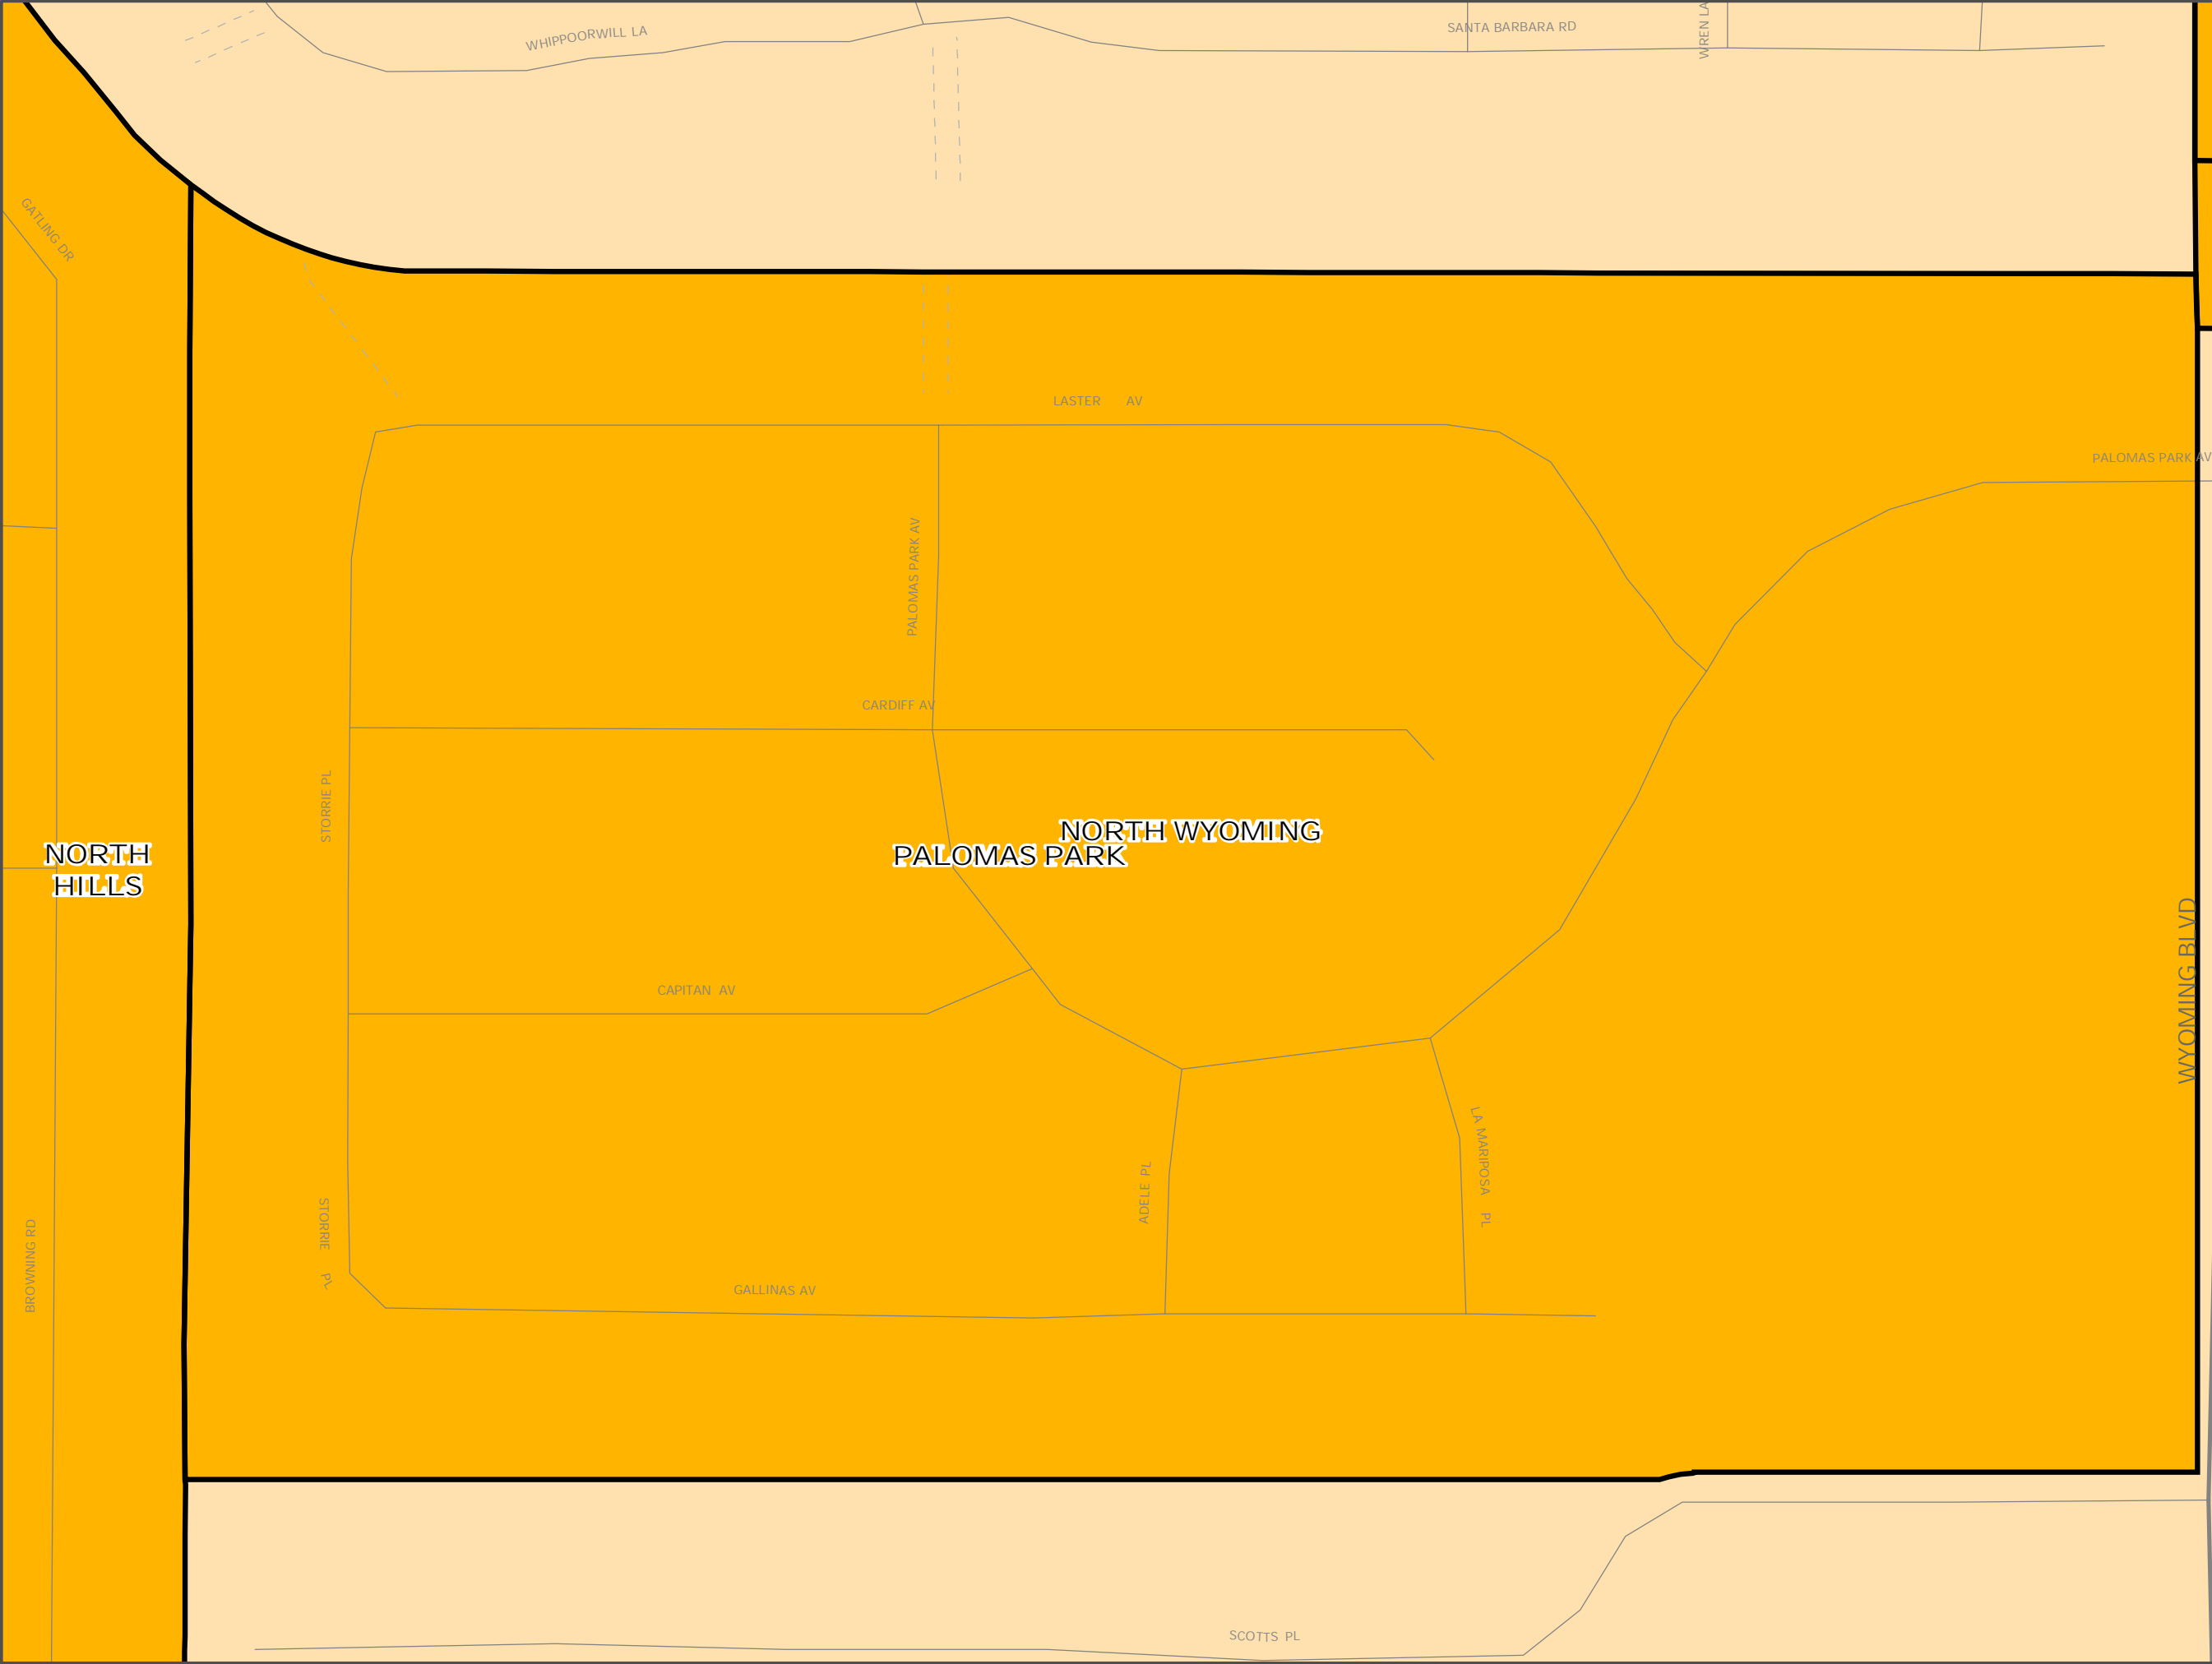 WHIPPOORWILL LA
SANTA BARBARA RD
WREN LA
GATLING DR
LASTER AV
PALOMAS PARK AV
PALOMAS PARK AV
CARDIFF AV
STORRIE PL
NORTH WYOMING
PALOMAS PARK
NORTH
HILLS
WYOMING BLVD
CAPITAN AV
LA MARIPOSA PL
ADELE PL
STORRIE PL
BROWNING RD
GALLINAS AV
SCOTTS PL